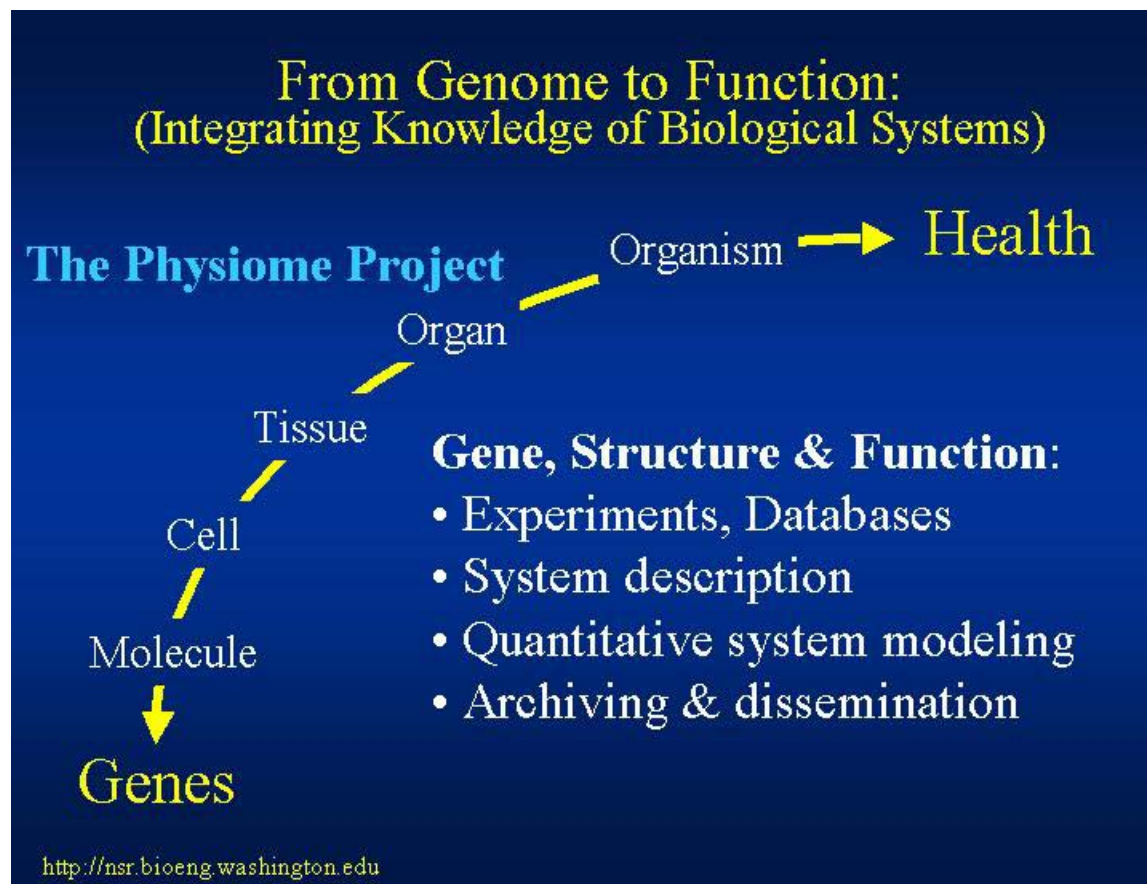 From Genome to Function:
(Integrating Knowledge of Biological Systems)
The Physiome Project
Organism
Health
Organ
Tissue
Cell
Molecule
Genes
Gene, Structure & Function:
• Experiments, Databases
• System description
• Quantitative system modeling
• Archiving & dissemination
http://nsr.bioeng.washington.edu